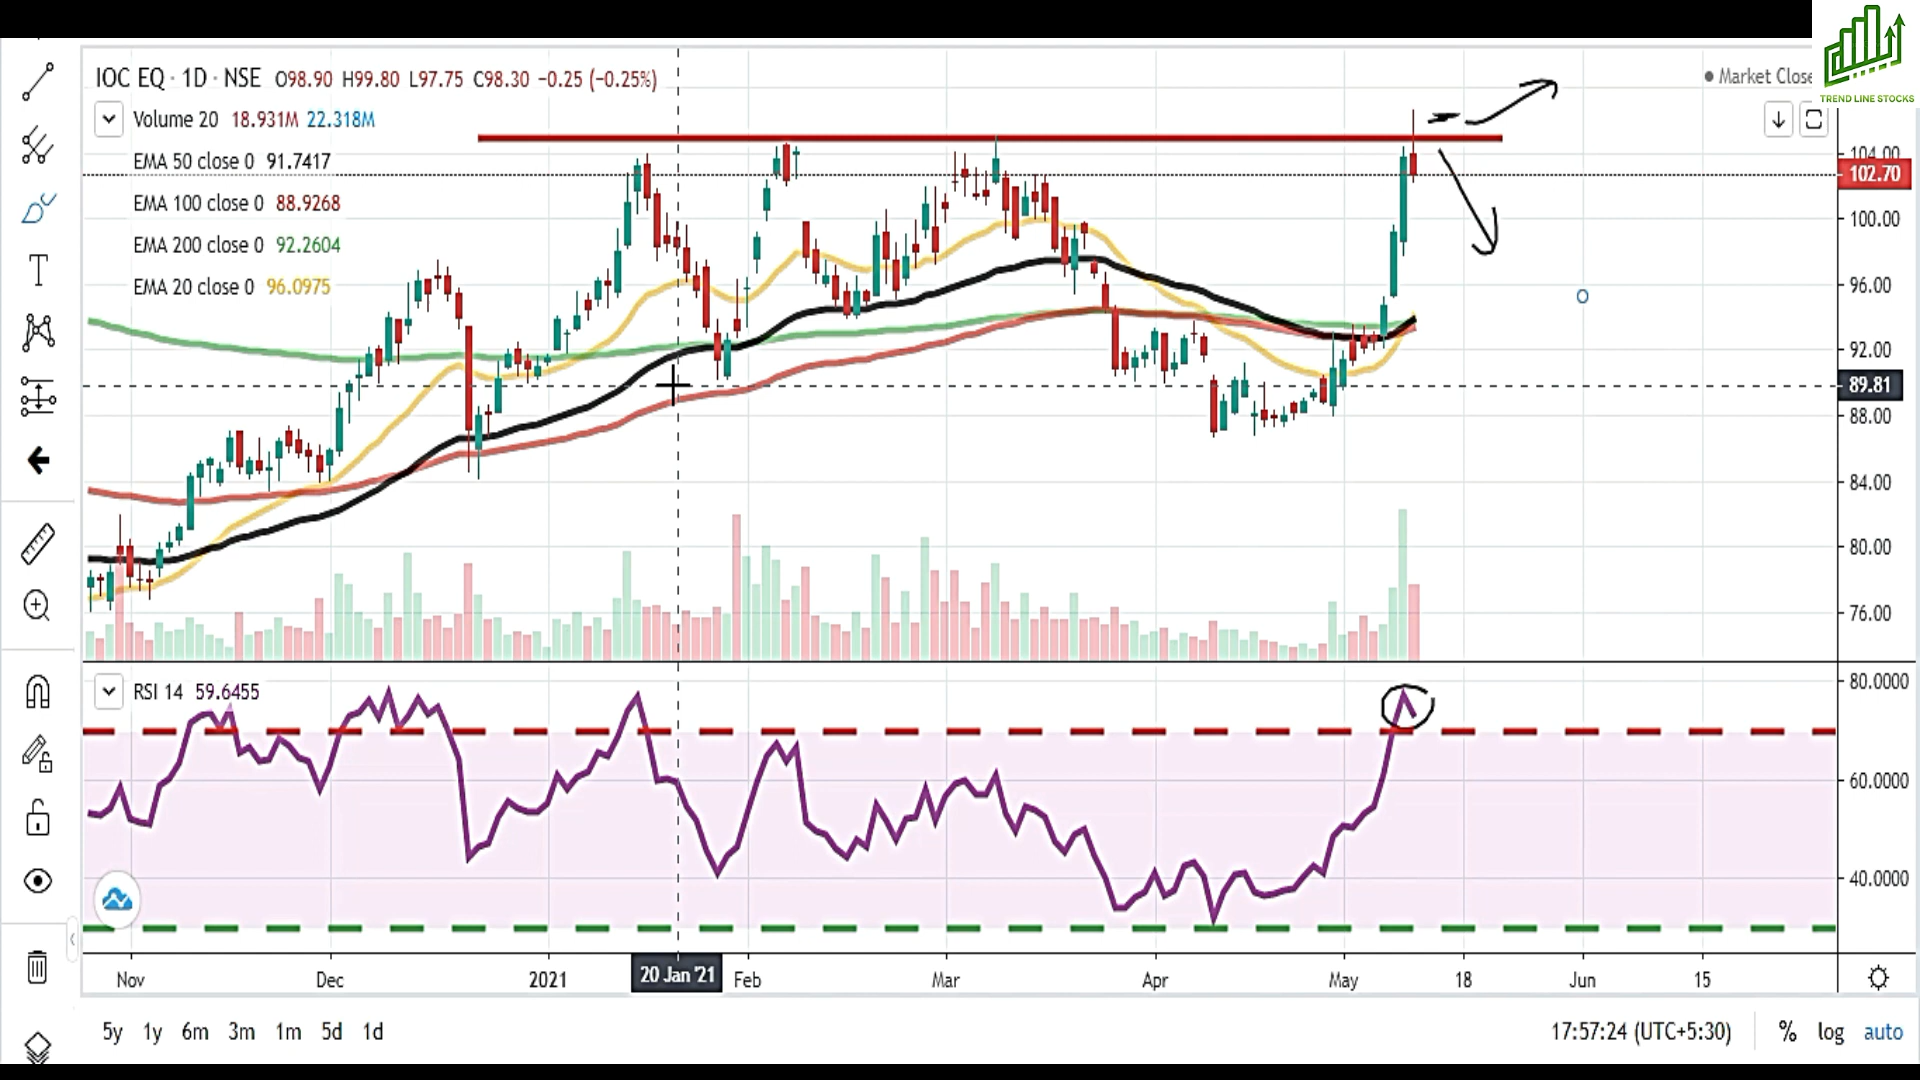 IOC EQ · 1D · NSE O98.90 H99.80 L97.75 C98.30 −0.25 (−0.25%)
Market Close
TREND LINE STOCKS
Volume 20 18.931M 22.318M
EMA 50 close 0 91.7417
EMA 100 close 0 88.9268
EMA 200 close 0 92.2604
EMA 20 close 0 96.0975
104.00
102.70
100.00
96.00
92.00
89.81
88.00
84.00
80.00
76.00
RSI 14 59.6455
80.0000
60.0000
40.0000
Nov Dec 2021 20 Jan '21 Feb Mar Apr May 18 Jun 15
5y 1y 6m 3m 1m 5d 1d 17:57:24 (UTC+5:30) % log auto